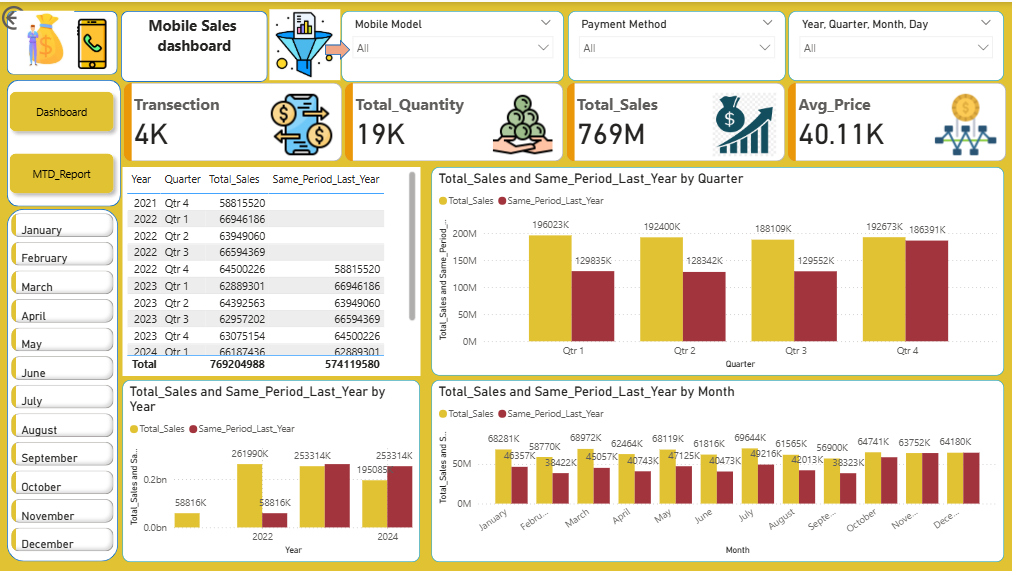 Mobile Sales
dashboard
Mobile Model
All
Payment Method
All
Year, Quarter, Month, Day
All
Dashboard
MTD_Report
Transection
4K
Total_Quantity
19K
Total_Sales
769M
Avg_Price
40.11K
January
February
March
April
May
June
July
August
September
October
November
December
Year Quarter Total_Sales Same_Period_Last_Year
2021 Qtr 4 58815520
2022 Qtr 1 66946186
2022 Qtr 2 63949060
2022 Qtr 3 66594369
2022 Qtr 4 64500226 58815520
2023 Qtr 1 62889301 66946186
2023 Qtr 2 64392563 63949060
2023 Qtr 3 62957202 66594369
2023 Qtr 4 63075154 64500226
2024 Qtr 1 66187436 62889301
Total 769204988 574119580
Total_Sales and Same_Period_Last_Year by Quarter
Total_Sales Same_Period_Last_Year
Total_Sales and Same_Period_...
200M
150M
100M
50M
0M
196023K 129835K 192400K 128342K 188109K 129552K 192673K 186391K
Qtr 1 Qtr 2 Qtr 3 Qtr 4
Quarter
Total_Sales and Same_Period_Last_Year by
Year
Total_Sales Same_Period_Last_Year
Total_Sales and Sa...
0.2bn
0.0bn
58816K 261990K 58816K 253314K 195085K 253314K
2022 2024
Year
Total_Sales and Same_Period_Last_Year by Month
Total_Sales Same_Period_Last_Year
Total_Sales and S...
50M
0M
68281K 46357K 58770K 38422K 68972K 45057K 62464K 40743K 68119K 47125K 61816K 40473K 69644K 49216K 61565K 42013K 56900K 38323K 64741K 63752K 64180K
January Febru... March April May June July August Septe... October Nove... Dece...
Month